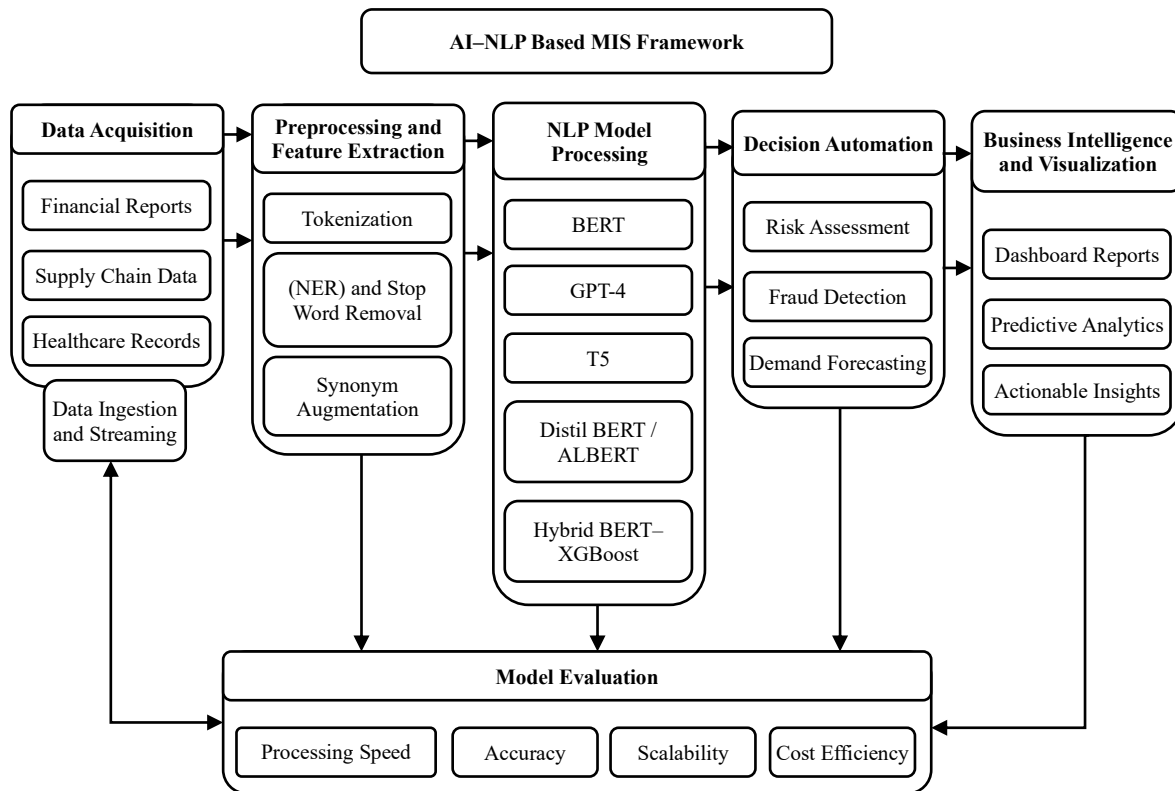 AI–NLP Based MIS Framework
Data Acquisition
Financial Reports
Supply Chain Data
Healthcare Records
Data Ingestion
and Streaming
Preprocessing and
Feature Extraction
Tokenization
(NER) and Stop
Word Removal
Synonym
Augmentation
NLP Model
Processing
BERT
GPT-4
T5
Distil BERT /
ALBERT
Hybrid BERT–
XGBoost
Decision Automation
Risk Assessment
Fraud Detection
Demand Forecasting
Business Intelligence
and Visualization
Dashboard Reports
Predictive Analytics
Actionable Insights
Model Evaluation
Processing Speed
Accuracy
Scalability
Cost Efficiency